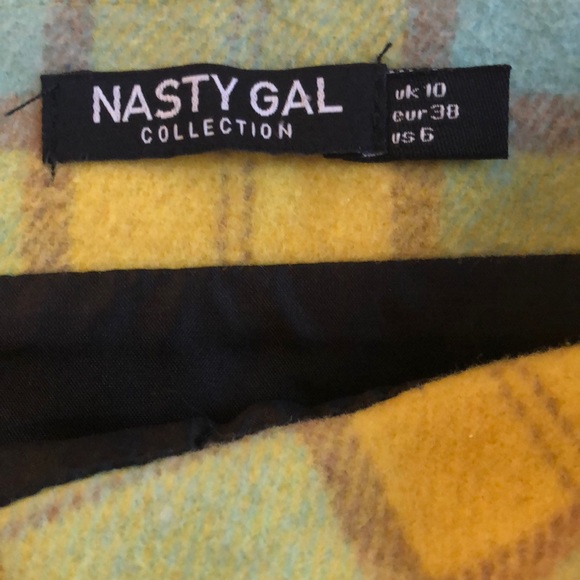 NASTY GAL
COLLECTION
uk 10
eur 38
us 6